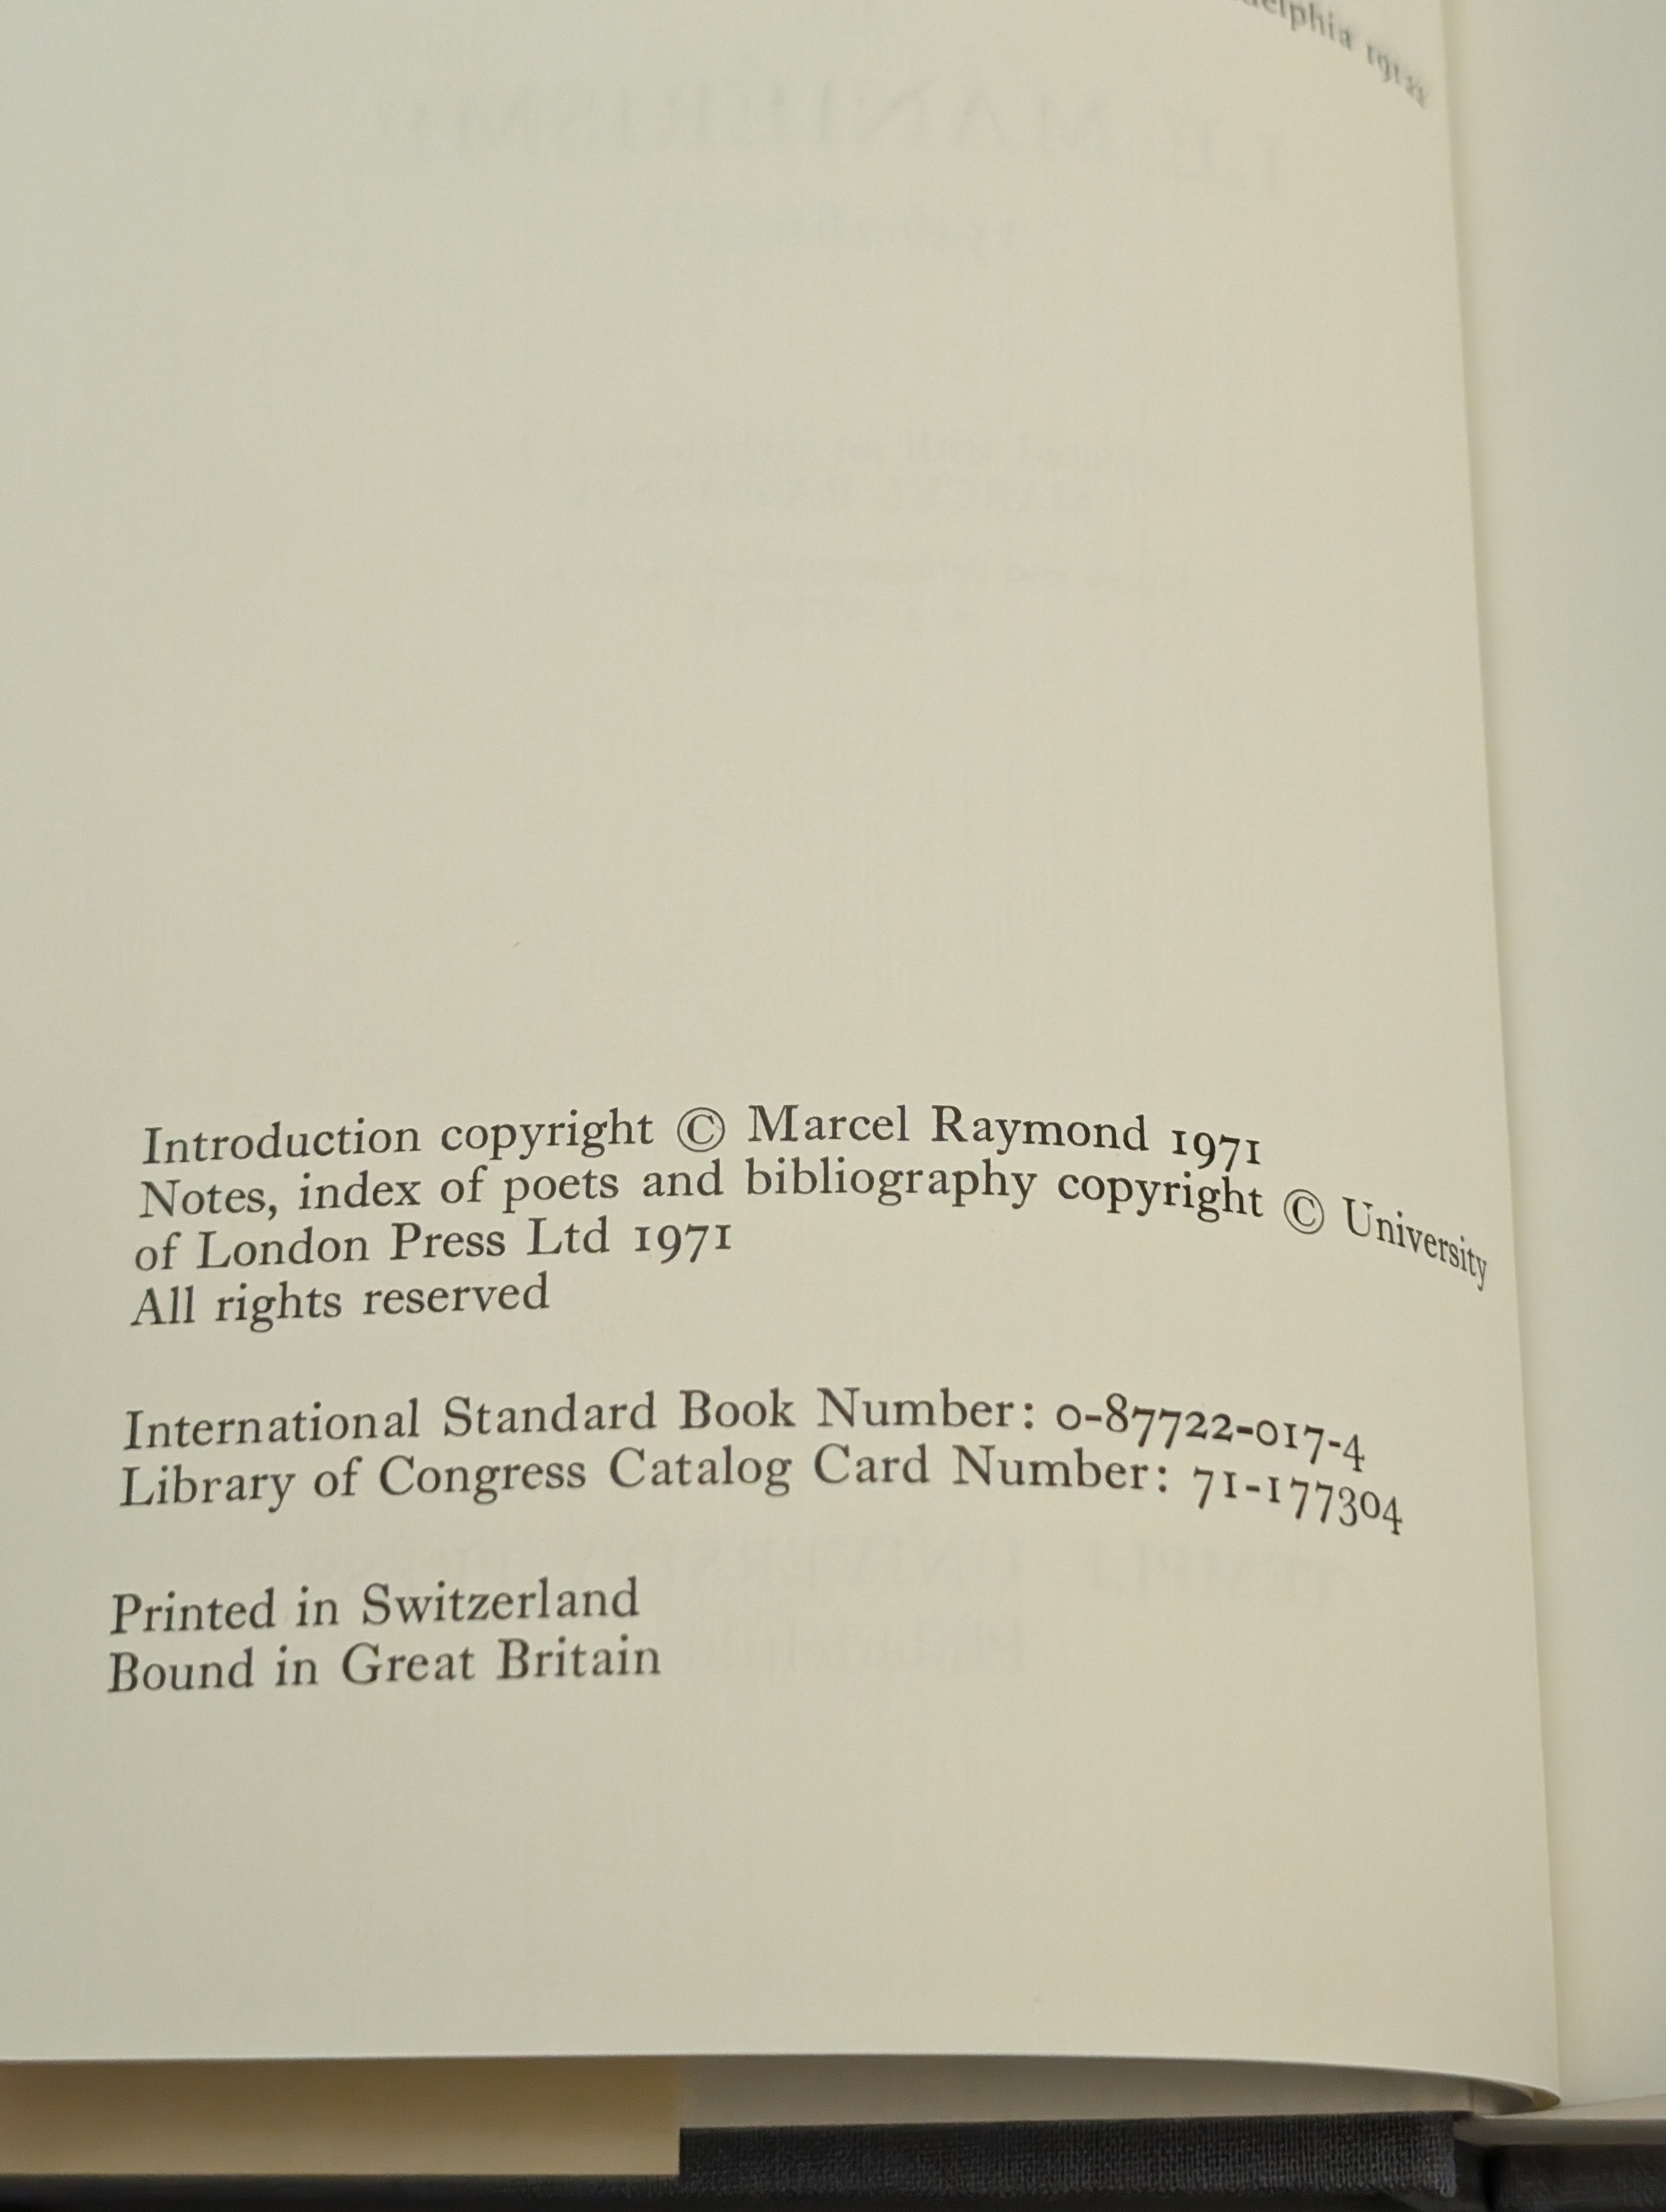 19122
Introduction copyright © Marcel Raymond 1971
Notes, index of poets and bibliography copyright © University
of London Press Ltd 1971
All rights reserved
International Standard Book Number: 0-87722-017-4
Library of Congress Catalog Card Number: 71-177304
Printed in Switzerland
Bound in Great Britain